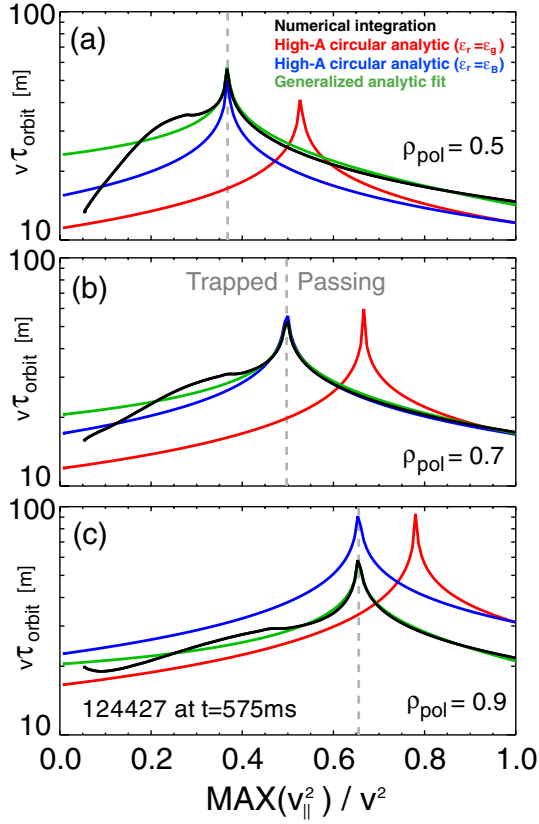 100
(a)
Numerical integration
High-A circular analytic (εr=εg)
High-A circular analytic (εr=εB)
Generalized analytic fit
ρpol = 0.5
vτorbit [m]
10
100
(b)
Trapped Passing
ρpol = 0.7
vτorbit [m]
10
100
(c)
vτorbit [m]
124427 at t=575ms
ρpol = 0.9
10
0.0 0.2 0.4 0.6 0.8 1.0
MAX(v∥²) / v²